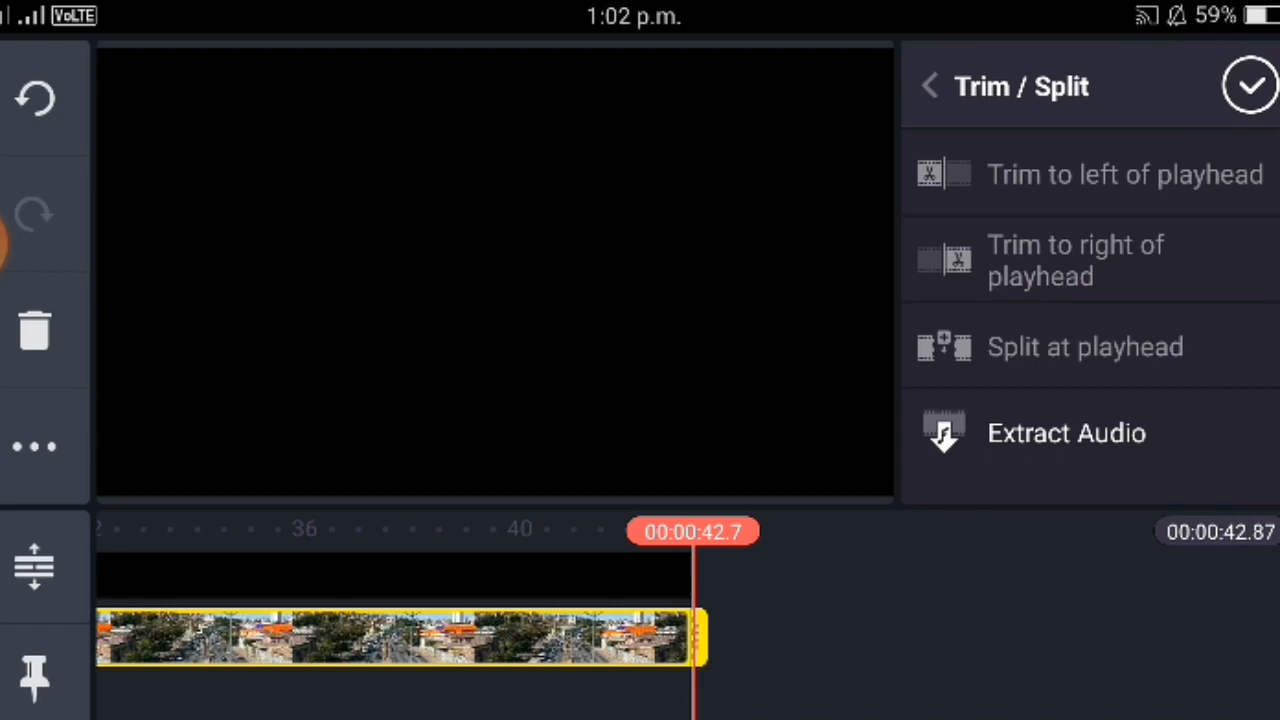 VoLTE
1:02 p.m.
59%
Trim / Split
Trim to left of playhead
Trim to right of
playhead
Split at playhead
Extract Audio
2
36
40
00:00:42.7
00:00:42.87